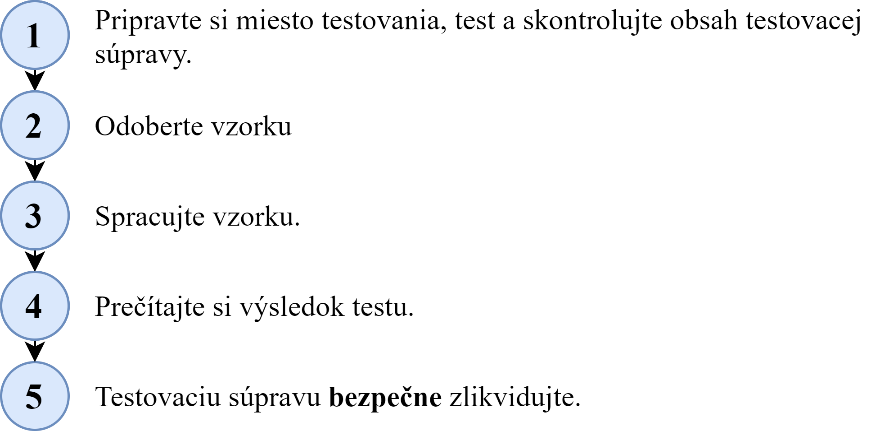 1 Pripravte si miesto testovania, test a skontrolujte obsah testovacej
súpravy.
2 Odoberte vzorku
3 Spracujte vzorku.
4 Prečítajte si výsledok testu.
5 Testovaciu súpravu bezpečne zlikvidujte.